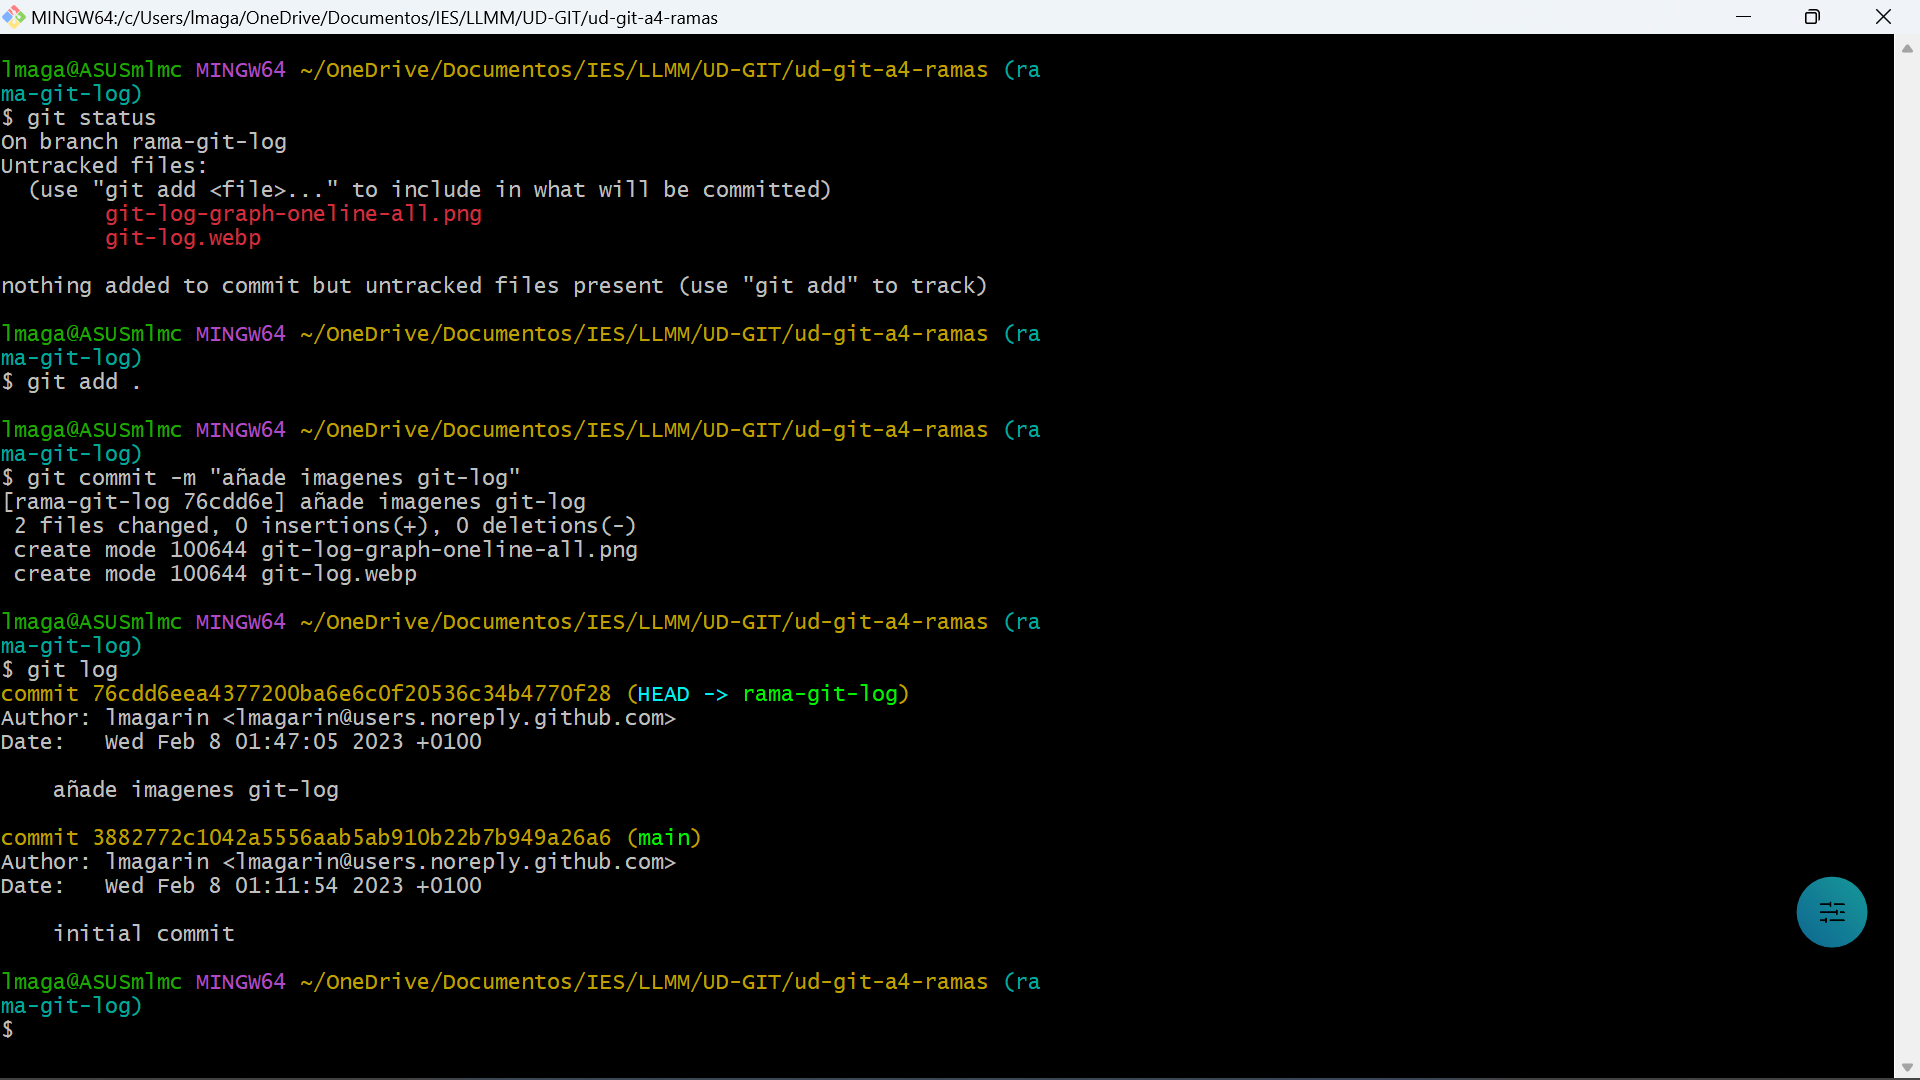 MINGW64:/c/Users/lmaga/OneDrive/Documentos/IES/LLMM/UD-GIT/ud-git-a4-ramas
lmaga@ASUSmlmc MINGW64 ~/OneDrive/Documentos/IES/LLMM/UD-GIT/ud-git-a4-ramas (ra
ma-git-log)
$ git status
On branch rama-git-log
Untracked files:
  (use "git add <file>..." to include in what will be committed)
        git-log-graph-oneline-all.png
        git-log.webp
nothing added to commit but untracked files present (use "git add" to track)
lmaga@ASUSmlmc MINGW64 ~/OneDrive/Documentos/IES/LLMM/UD-GIT/ud-git-a4-ramas (ra
ma-git-log)
$ git add .
lmaga@ASUSmlmc MINGW64 ~/OneDrive/Documentos/IES/LLMM/UD-GIT/ud-git-a4-ramas (ra
ma-git-log)
$ git commit -m "añade imagenes git-log"
[rama-git-log 76cdd6e] añade imagenes git-log
 2 files changed, 0 insertions(+), 0 deletions(-)
 create mode 100644 git-log-graph-oneline-all.png
 create mode 100644 git-log.webp
lmaga@ASUSmlmc MINGW64 ~/OneDrive/Documentos/IES/LLMM/UD-GIT/ud-git-a4-ramas (ra
ma-git-log)
$ git log
commit 76cdd6eea4377200ba6e6c0f20536c34b4770f28 (HEAD -> rama-git-log)
Author: lmagarin <lmagarin@users.noreply.github.com>
Date:   Wed Feb 8 01:47:05 2023 +0100
    añade imagenes git-log
commit 3882772c1042a5556aab5ab910b22b7b949a26a6 (main)
Author: lmagarin <lmagarin@users.noreply.github.com>
Date:   Wed Feb 8 01:11:54 2023 +0100
    initial commit
lmaga@ASUSmlmc MINGW64 ~/OneDrive/Documentos/IES/LLMM/UD-GIT/ud-git-a4-ramas (ra
ma-git-log)
$